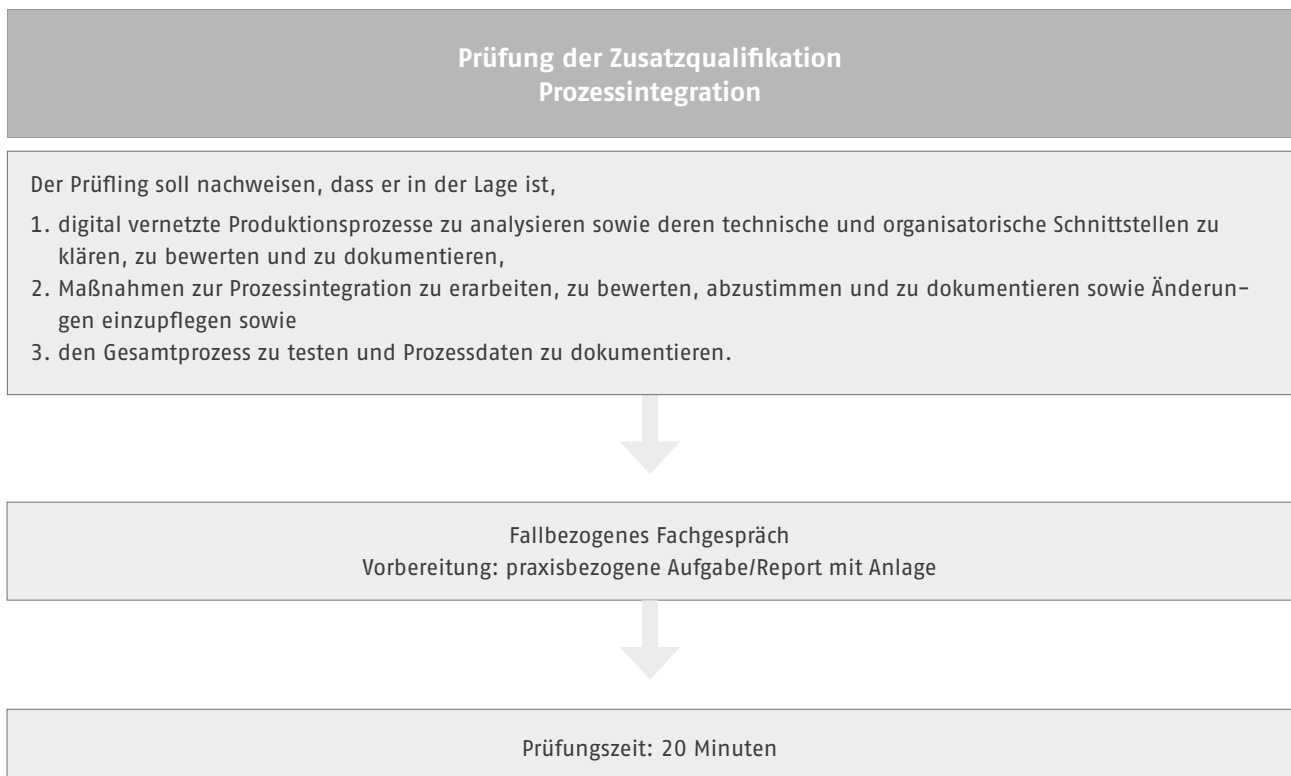 Prüfung der Zusatzqualifikation
Prozessintegration
Der Prüfling soll nachweisen, dass er in der Lage ist,
1. digital vernetzte Produktionsprozesse zu analysieren sowie deren technische und organisatorische Schnittstellen zu
klären, zu bewerten und zu dokumentieren,
2. Maßnahmen zur Prozessintegration zu erarbeiten, zu bewerten, abzustimmen und zu dokumentieren sowie Änderun-
gen einzupflegen sowie
3. den Gesamtprozess zu testen und Prozessdaten zu dokumentieren.
Fallbezogenes Fachgespräch
Vorbereitung: praxisbezogene Aufgabe/Report mit Anlage
Prüfungszeit: 20 Minuten